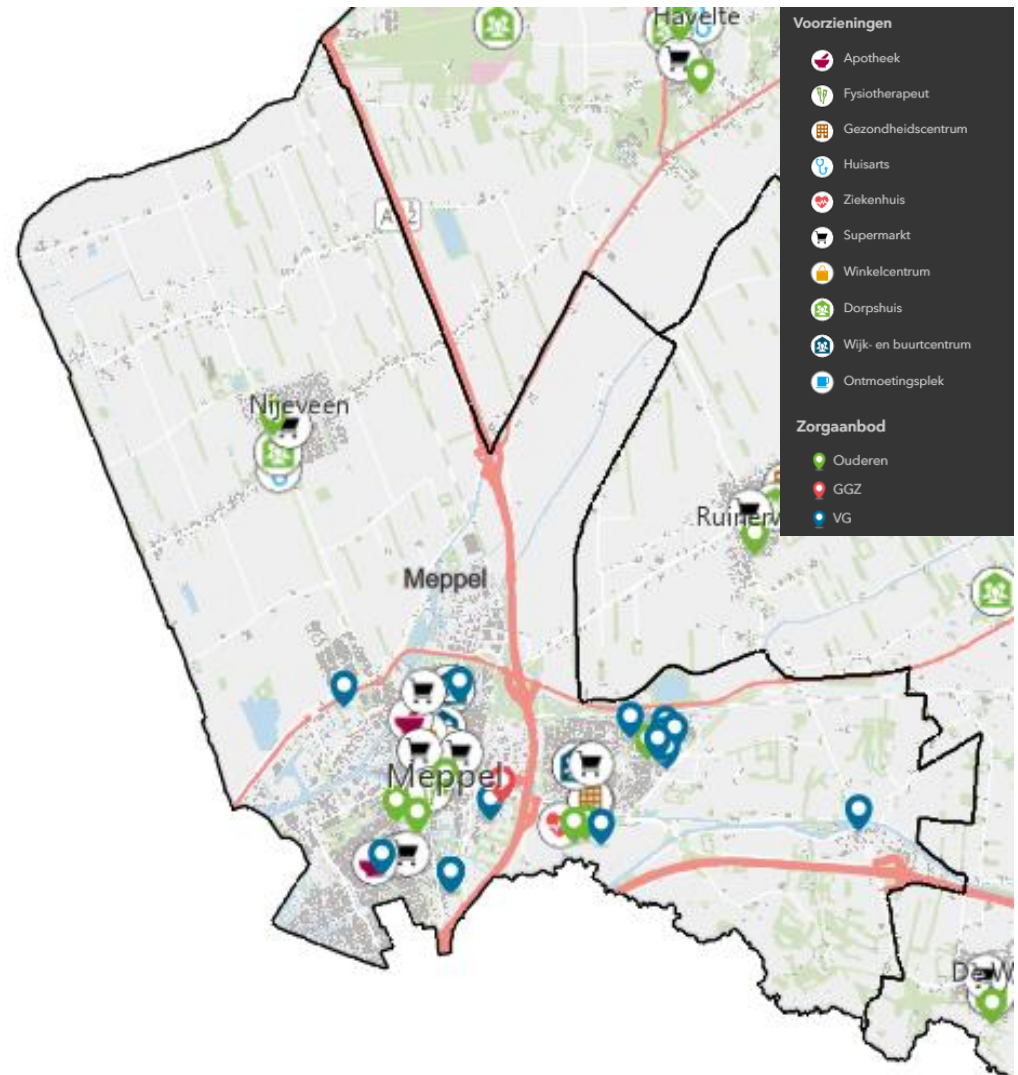 Havelte
Voorzieningen
Apotheek
Fysiotherapeut
Gezondheidscentrum
Huisarts
Ziekenhuis
Supermarkt
Winkelcentrum
Dorpshuis
Wijk- en buurtcentrum
Ontmoetingsplek
Zorgaanbod
Ouderen
GGZ
VG
Nijeveen
Meppel
Meppel